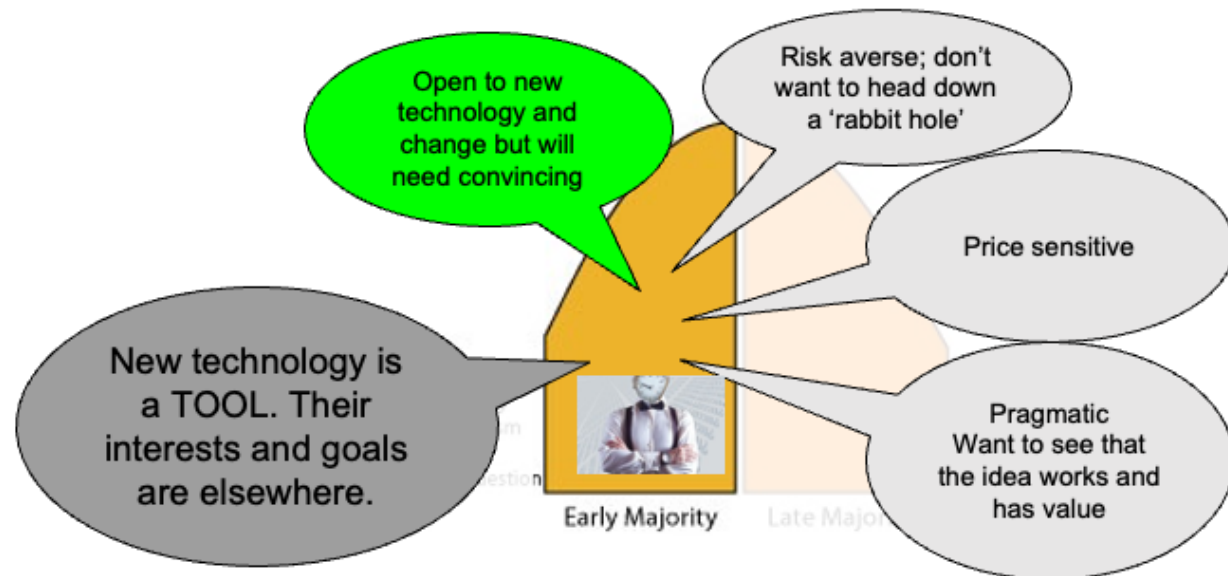 Open to new
technology and
change but will
need convincing
Risk averse; don’t
want to head down
a ‘rabbit hole’
Price sensitive
New technology is
a TOOL. Their
interests and goals
are elsewhere.
Pragmatic
Want to see that
the idea works and
has value
Early Majority
Late Major